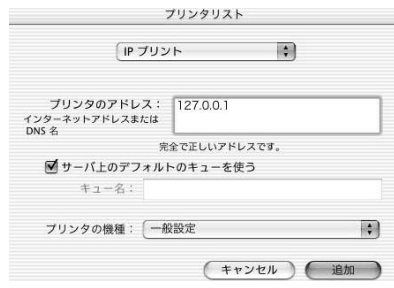 プリンタリスト
IP プリント
プリンタのアドレス： 127.0.0.1
インターネットアドレスまたは
DNS 名
完全で正しいアドレスです。
サーバ上のデフォルトのキューを使う
キュー名：
プリンタの機種： 一般設定
キャンセル 追加